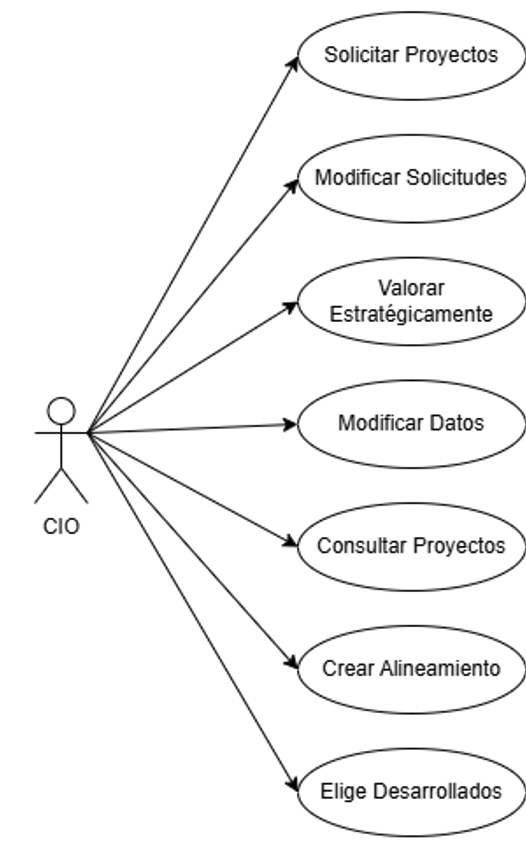 Solicitar Proyectos
Modificar Solicitudes
Valorar
Estratégicamente
Modificar Datos
CIO
Consultar Proyectos
Crear Alineamiento
Elige Desarrollados